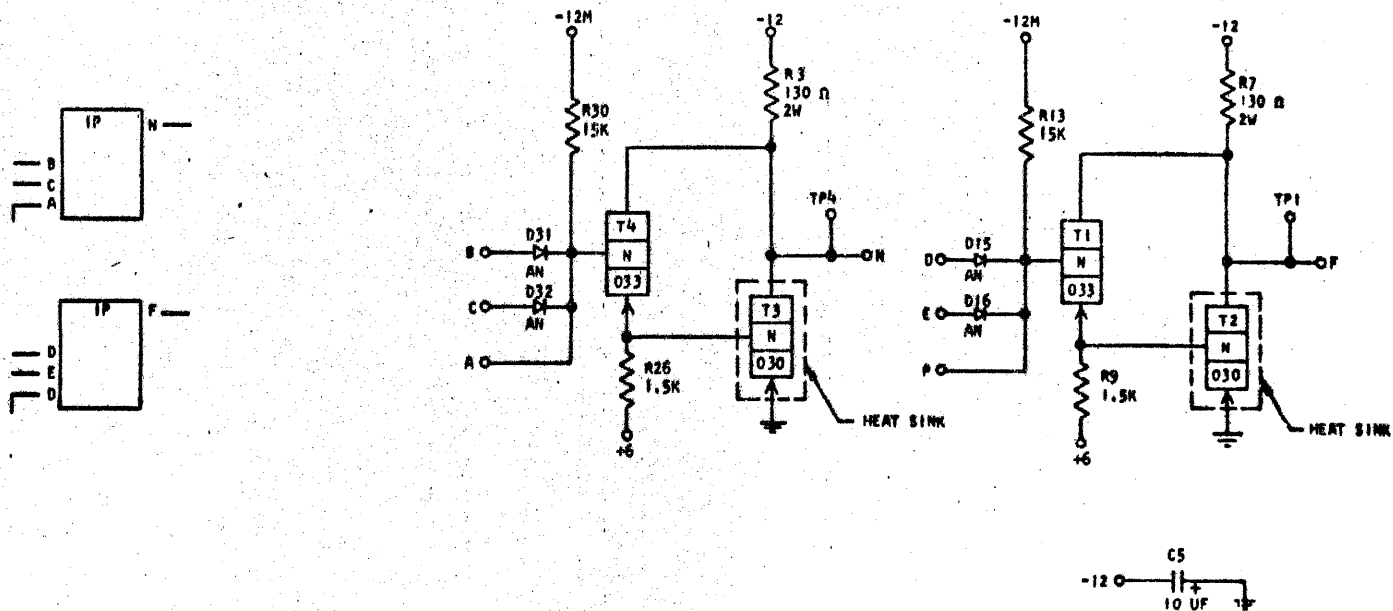 IP
N
B
C
A
IP
F
D
E
D
-12M
R30
15K
-12
R3
130 Ω
2W
TP4
N
B
D31
AN
C
D32
AN
A
T4
N
033
R26
1.5K
+6
T3
N
030
HEAT SINK
-12M
R13
15K
-12
R7
130 Ω
2W
TP1
F
D
D15
AN
E
D16
AN
P
T1
N
033
R9
1.5K
+6
T2
N
030
HEAT SINK
-12
C5
+
10 UF